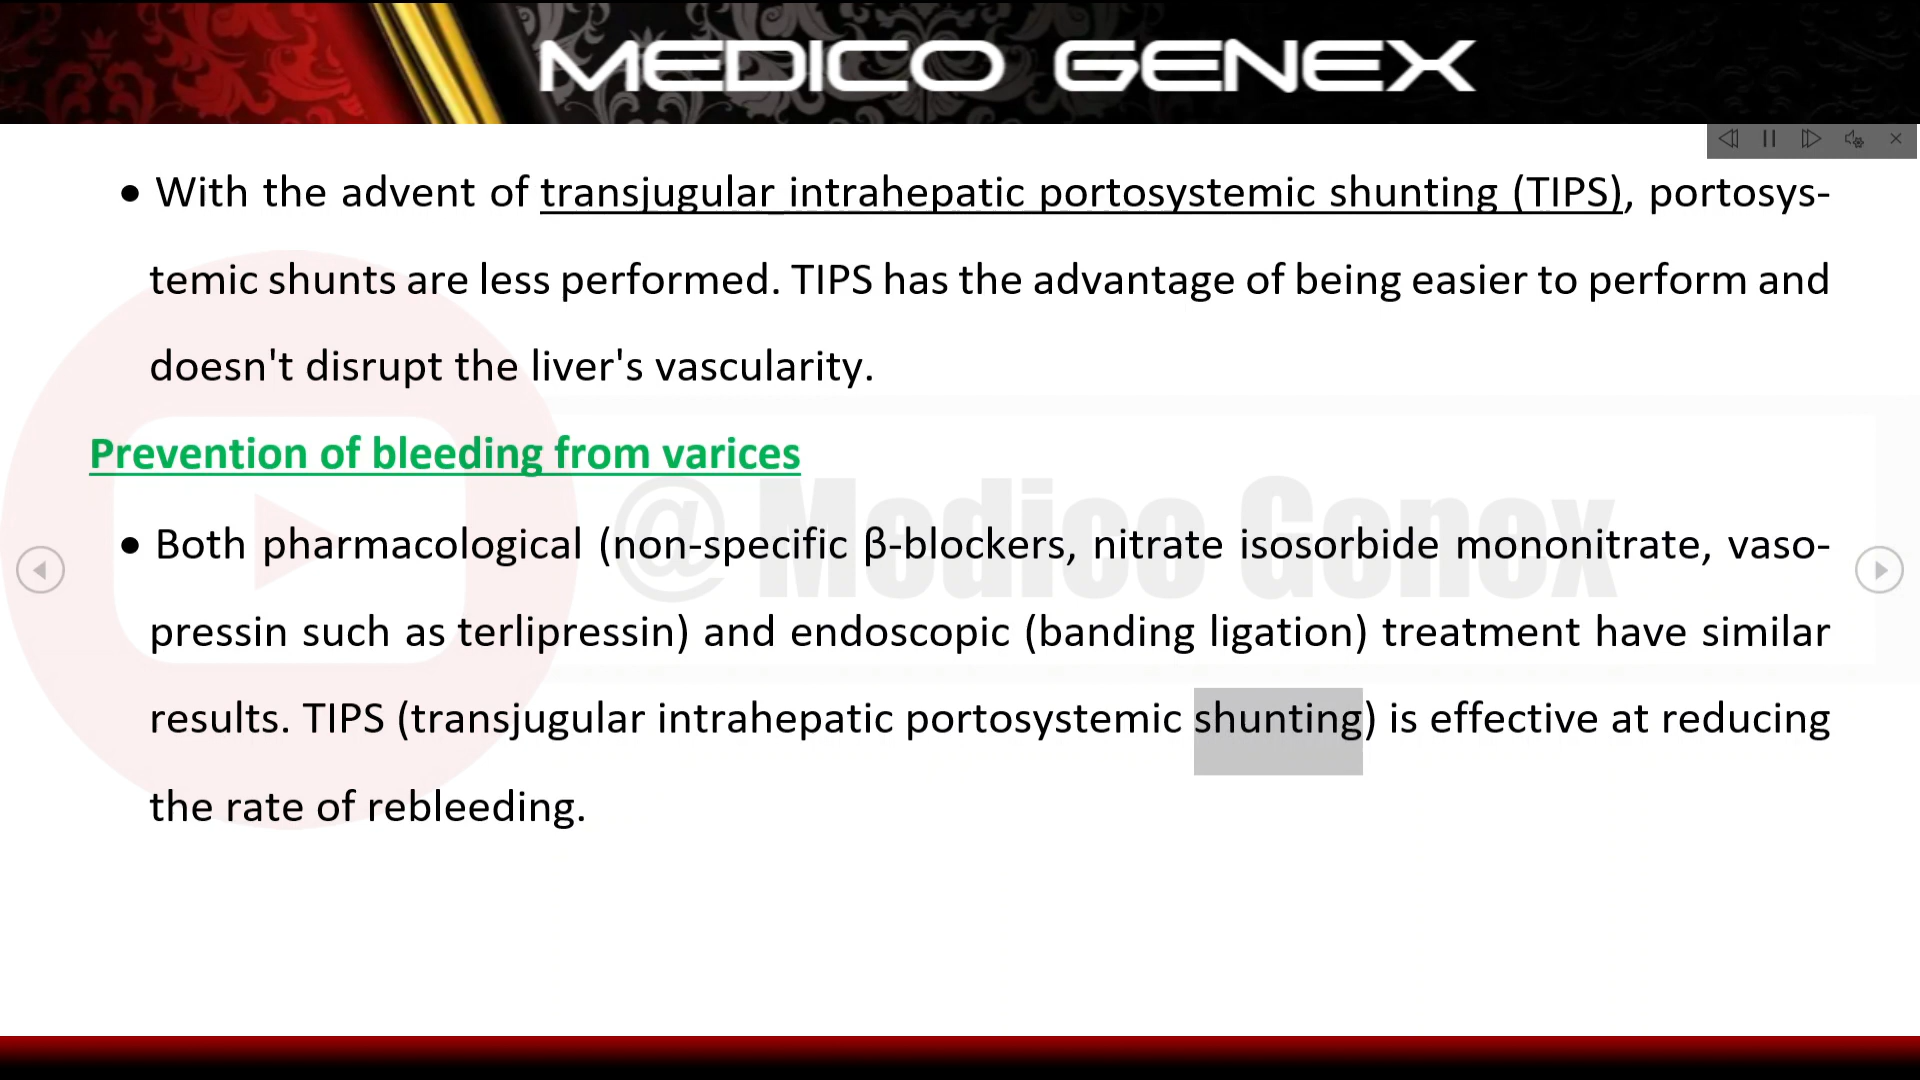 MEDICO GENEX
• With the advent of transjugular intrahepatic portosystemic shunting (TIPS), portosys-
temic shunts are less performed. TIPS has the advantage of being easier to perform and
doesn't disrupt the liver's vascularity.
Prevention of bleeding from varices
@ Medico Genex
• Both pharmacological (non-specific β-blockers, nitrate isosorbide mononitrate, vaso-
pressin such as terlipressin) and endoscopic (banding ligation) treatment have similar
results. TIPS (transjugular intrahepatic portosystemic shunting) is effective at reducing
the rate of rebleeding.